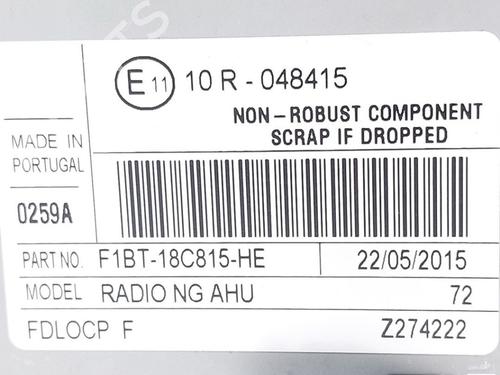 E 11 10 R - 048415
NON-ROBUST COMPONENT
SCRAP IF DROPPED
MADE IN
PORTUGAL
0259A
PART NO. F1BT-18C815-HE 22/05/2015
MODEL RADIO NG AHU 72
FDLOCP F Z274222